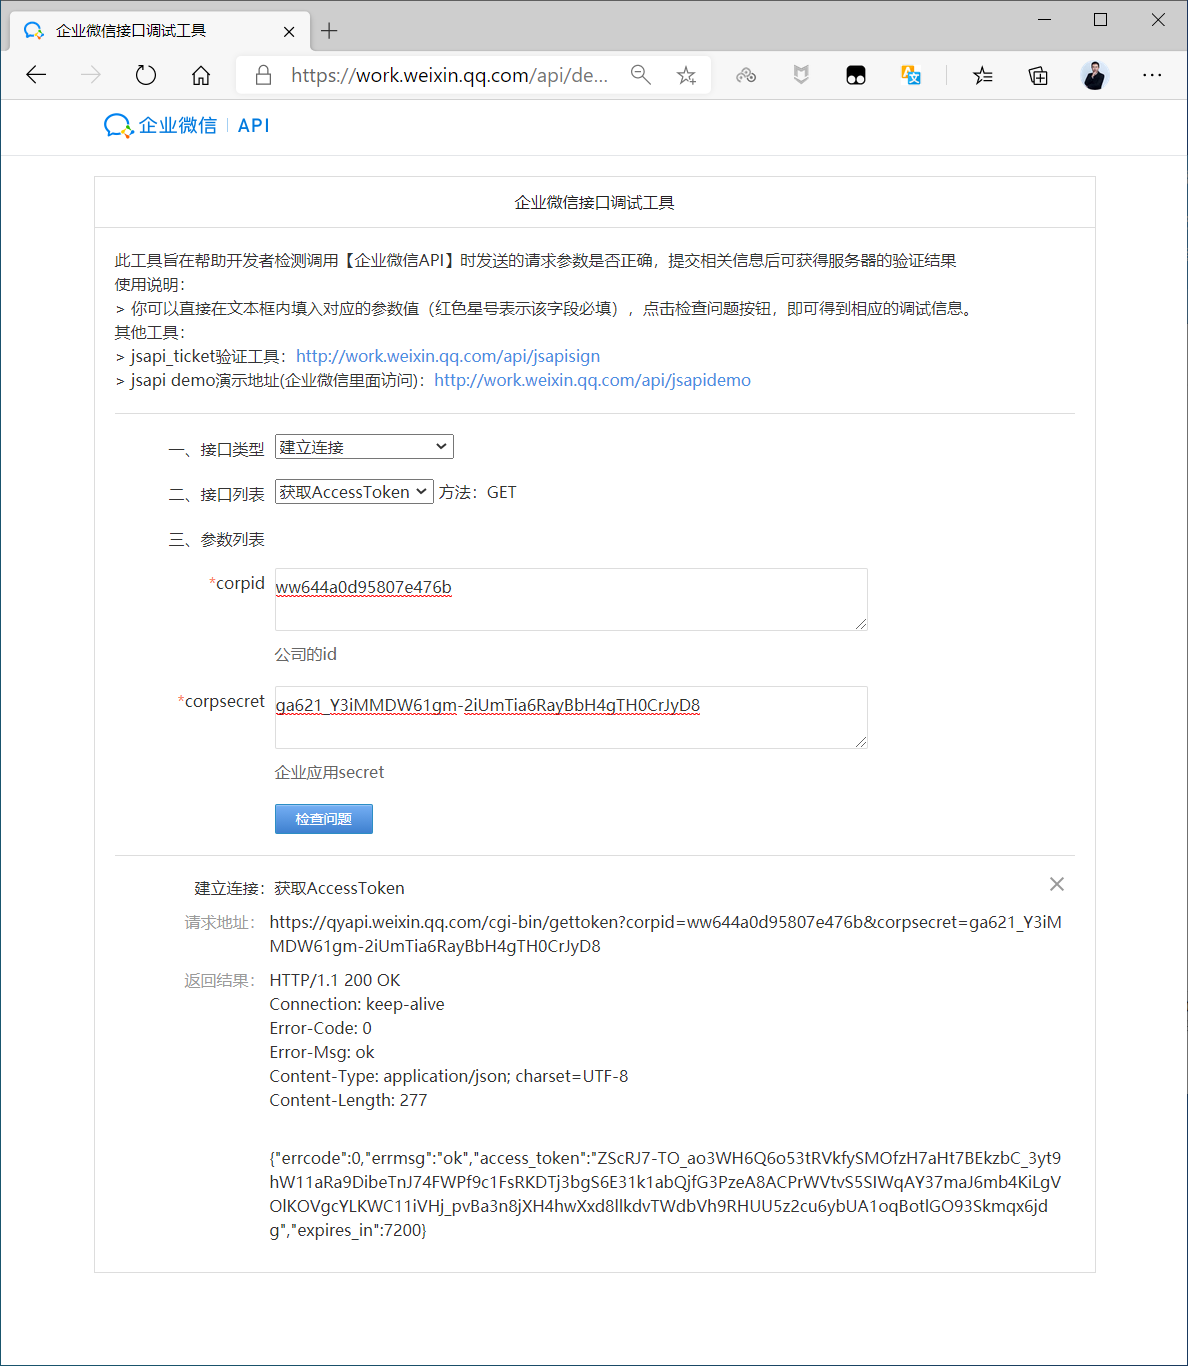 企业微信接口调试工具
https://work.weixin.qq.com/api/de...
企业微信 | API
企业微信接口调试工具
此工具旨在帮助开发者检测调用【企业微信API】时发送的请求参数是否正确，提交相关信息后可获得服务器的验证结果
使用说明：
> 你可以直接在文本框内填入对应的参数值（红色星号表示该字段必填），点击检查问题按钮，即可得到相应的调试信息。
其他工具：
> jsapi_ticket验证工具：http://work.weixin.qq.com/api/jsapisign
> jsapi demo演示地址(企业微信里面访问)：http://work.weixin.qq.com/api/jsapidemo
一、接口类型 建立连接
二、接口列表 获取AccessToken 方法：GET
三、参数列表
*corpid ww644a0d95807e476b
公司的id
*corpsecret ga621_Y3iMMDW61gm-2iUmTia6RayBbH4gTH0CrJyD8
企业应用secret
检查问题
建立连接：获取AccessToken
请求地址： https://qyapi.weixin.qq.com/cgi-bin/gettoken?corpid=ww644a0d95807e476b&corpsecret=ga621_Y3iM
MDW61gm-2iUmTia6RayBbH4gTH0CrJyD8
返回结果： HTTP/1.1 200 OK
Connection: keep-alive
Error-Code: 0
Error-Msg: ok
Content-Type: application/json; charset=UTF-8
Content-Length: 277
{"errcode":0,"errmsg":"ok","access_token":"ZScRJ7-TO_ao3WH6Q6o53tRVkfySMOfzH7aHt7BEkzbC_3yt9
hW11aRa9DibeTnJ74FWPf9c1FsRKDTj3bgS6E31k1abQjfG3PzeA8ACPrWVtvS5SIWqAY37maJ6mb4KiLgV
OlKOVgcYLKWC11iVHj_pvBa3n8jXH4hwXxd8llkdvTWdbVh9RHUU5z2cu6ybUA1oqBotlGO93Skmqx6jd
g","expires_in":7200}